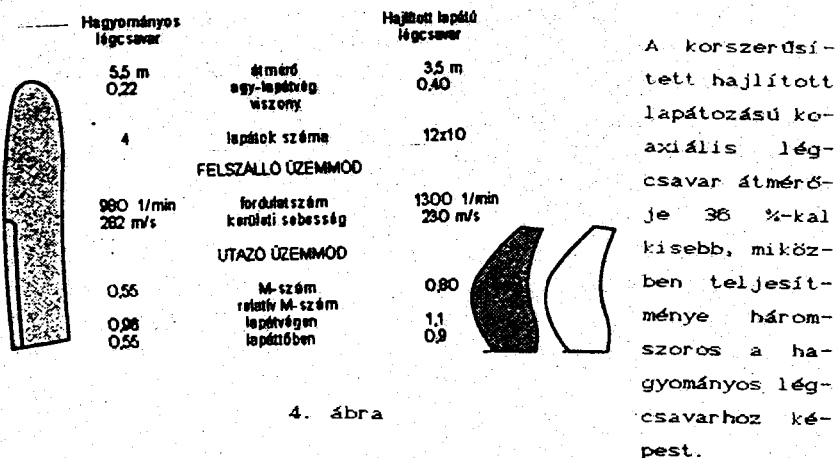 Hagyományos légcsavar
Hajlított lapátú légcsavar
5,5 m átmérő 3,5 m
0,22 agy-lapátvég viszony 0,40
4 lapátok száma 12x10
FELSZÁLLÓ ÜZEMMÓD
980 1/min fordulatszám 1300 1/min
282 m/s kerületi sebesség 230 m/s
UTAZÓ ÜZEMMÓD
0,55 M-szám 0,80
relatív M-szám
0,98 lapátvégen 1,1
0,55 lapáttőben 0,9
4. ábra
A korszerűsí-
tett hajlított
lapátozású ko-
axiális lég-
csavar átmérő-
je 36 %-kal
kisebb, miköz-
ben teljesít-
ménye három-
szoros a ha-
gyományos lég-
csavarhoz ké-
pest.